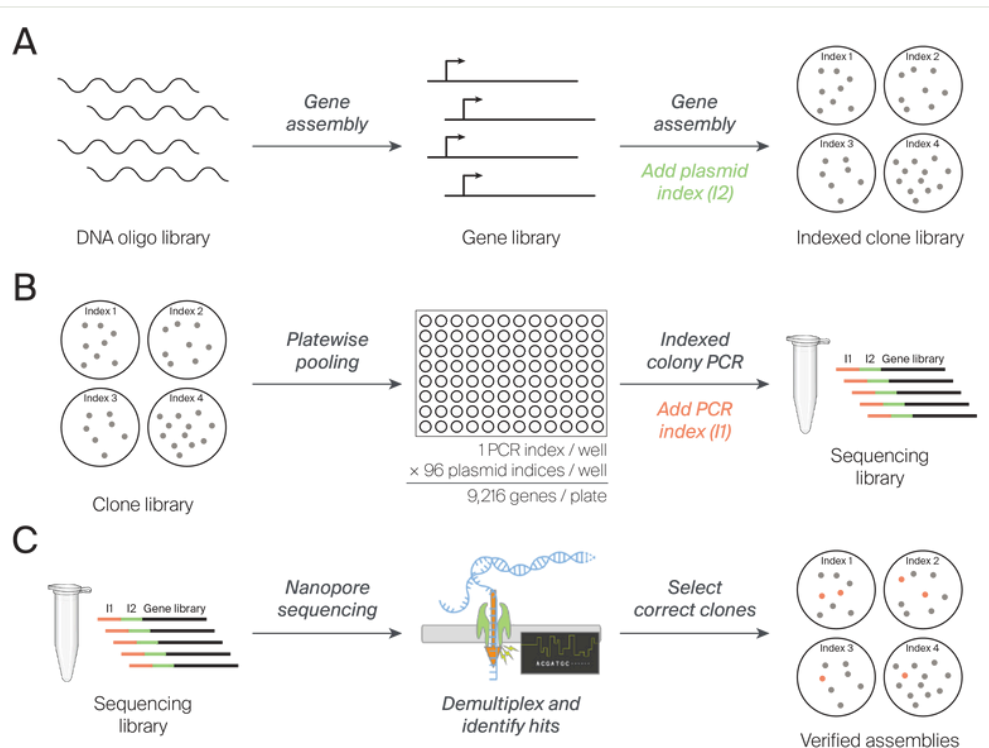 A
Gene
assembly
Gene
assembly
Add plasmid
index (I2)
Index 1
Index 2
Index 3
Index 4
DNA oligo library
Gene library
Indexed clone library
B
Index 1
Index 2
Index 3
Index 4
Clone library
Platewise
pooling
1 PCR index / well
× 96 plasmid indices / well
9,216 genes / plate
Indexed
colony PCR
Add PCR
index (I1)
I1 I2 Gene library
Sequencing
library
C
I1 I2 Gene library
Sequencing
library
Nanopore
sequencing
ACGATGC------
Demultiplex and
identify hits
Select
correct clones
Index 1
Index 2
Index 3
Index 4
Verified assemblies